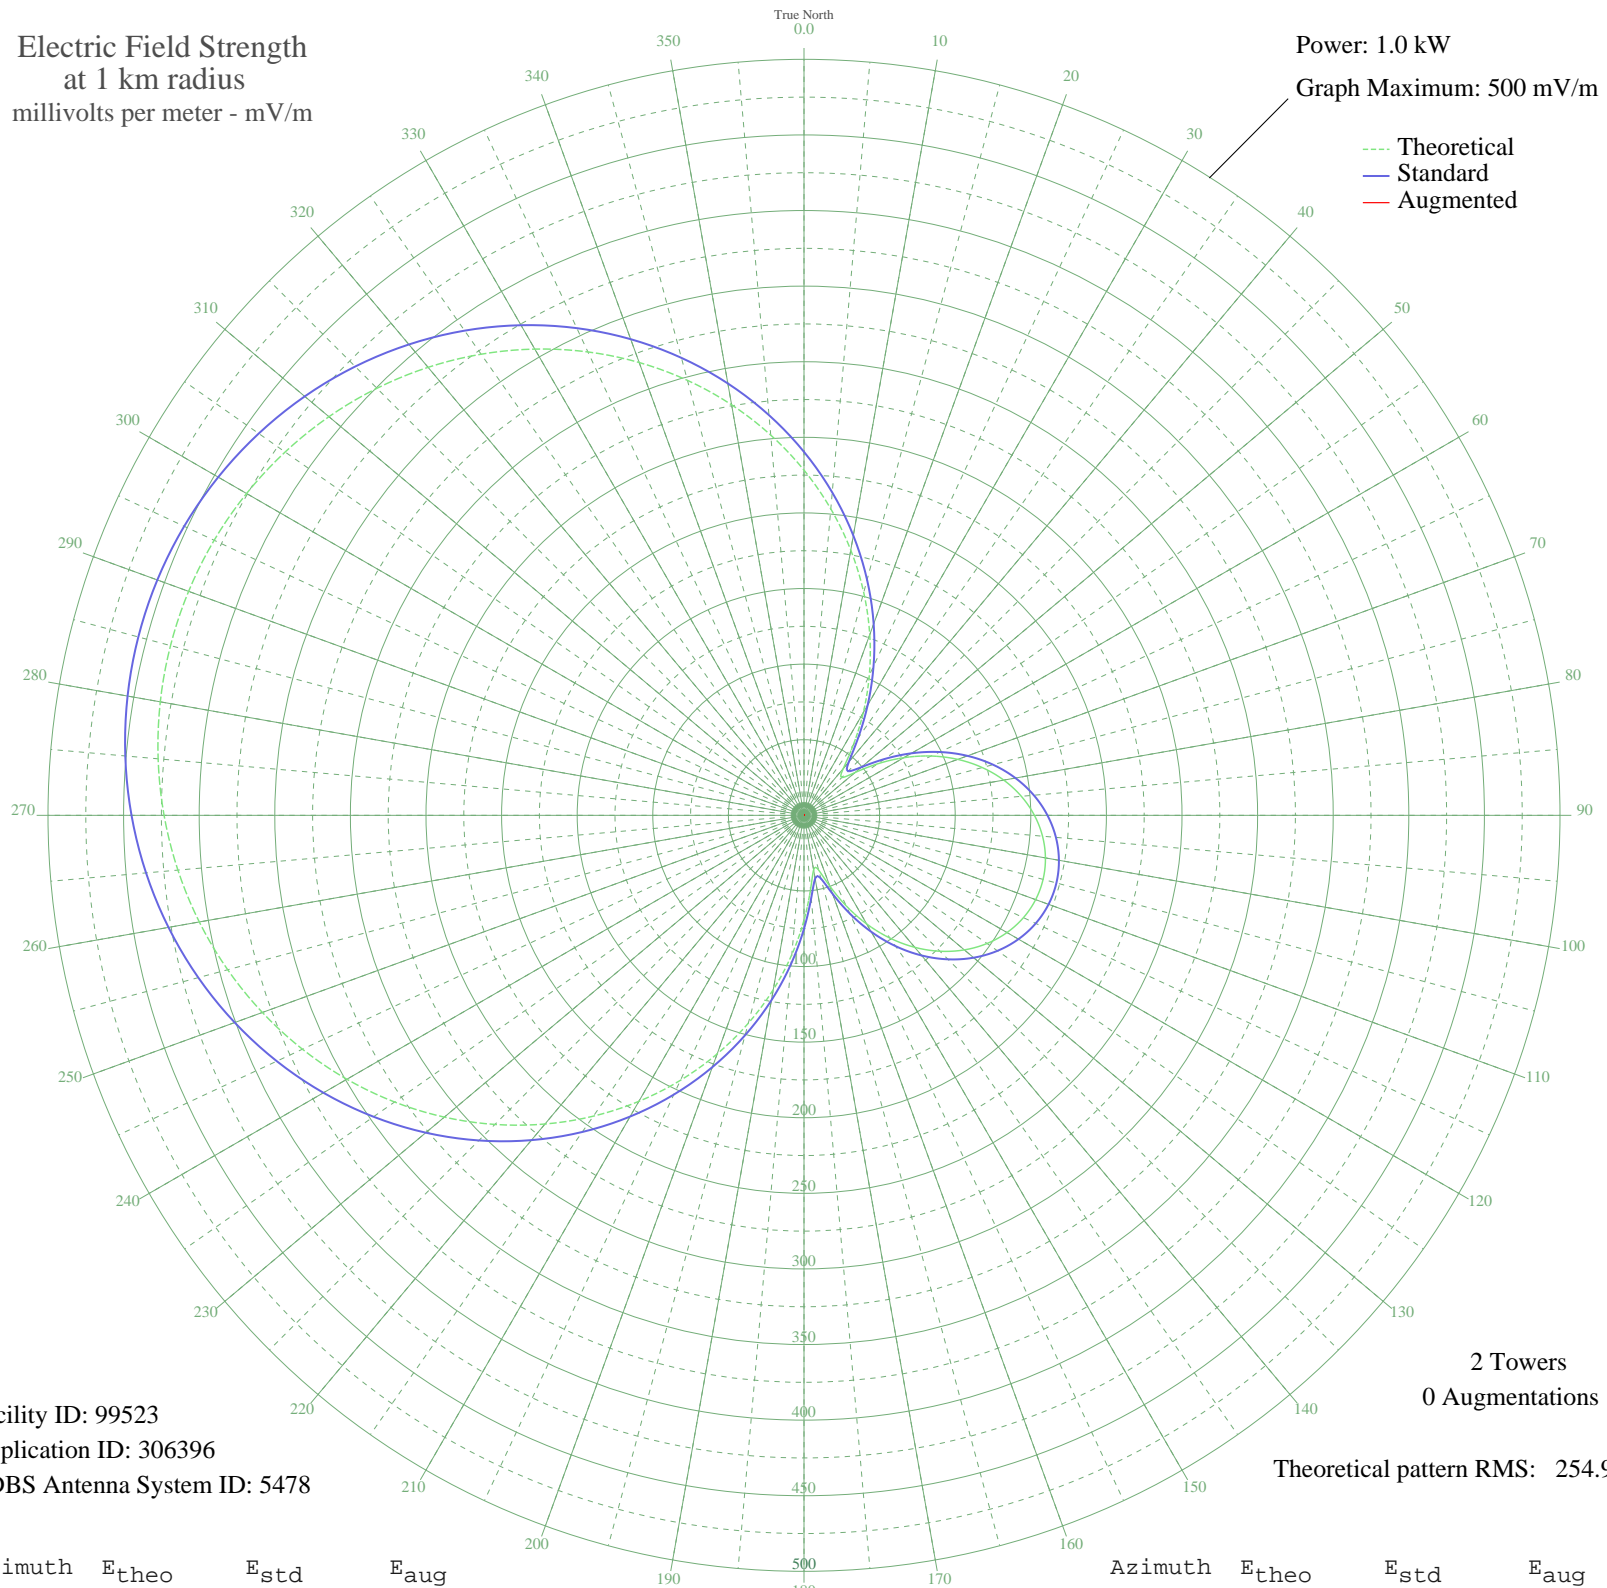 True North
0.0
Electric Field Strength
at 1 km radius
millivolts per meter - mV/m
Power: 1.0 kW
Graph Maximum: 500 mV/m
Theoretical
Standard
Augmented
10
20
30
40
50
60
70
80
90
100
110
120
130
140
150
160
170
190
200
210
220
230
240
250
260
270
280
290
300
310
320
330
340
350
100
150
200
250
300
350
400
450
500
2 Towers
0 Augmentations
Theoretical pattern RMS: 254.9
cility ID: 99523
plication ID: 306396
DBS Antenna System ID: 5478
imuth Etheo Estd Eaug
Azimuth Etheo Estd Eaug